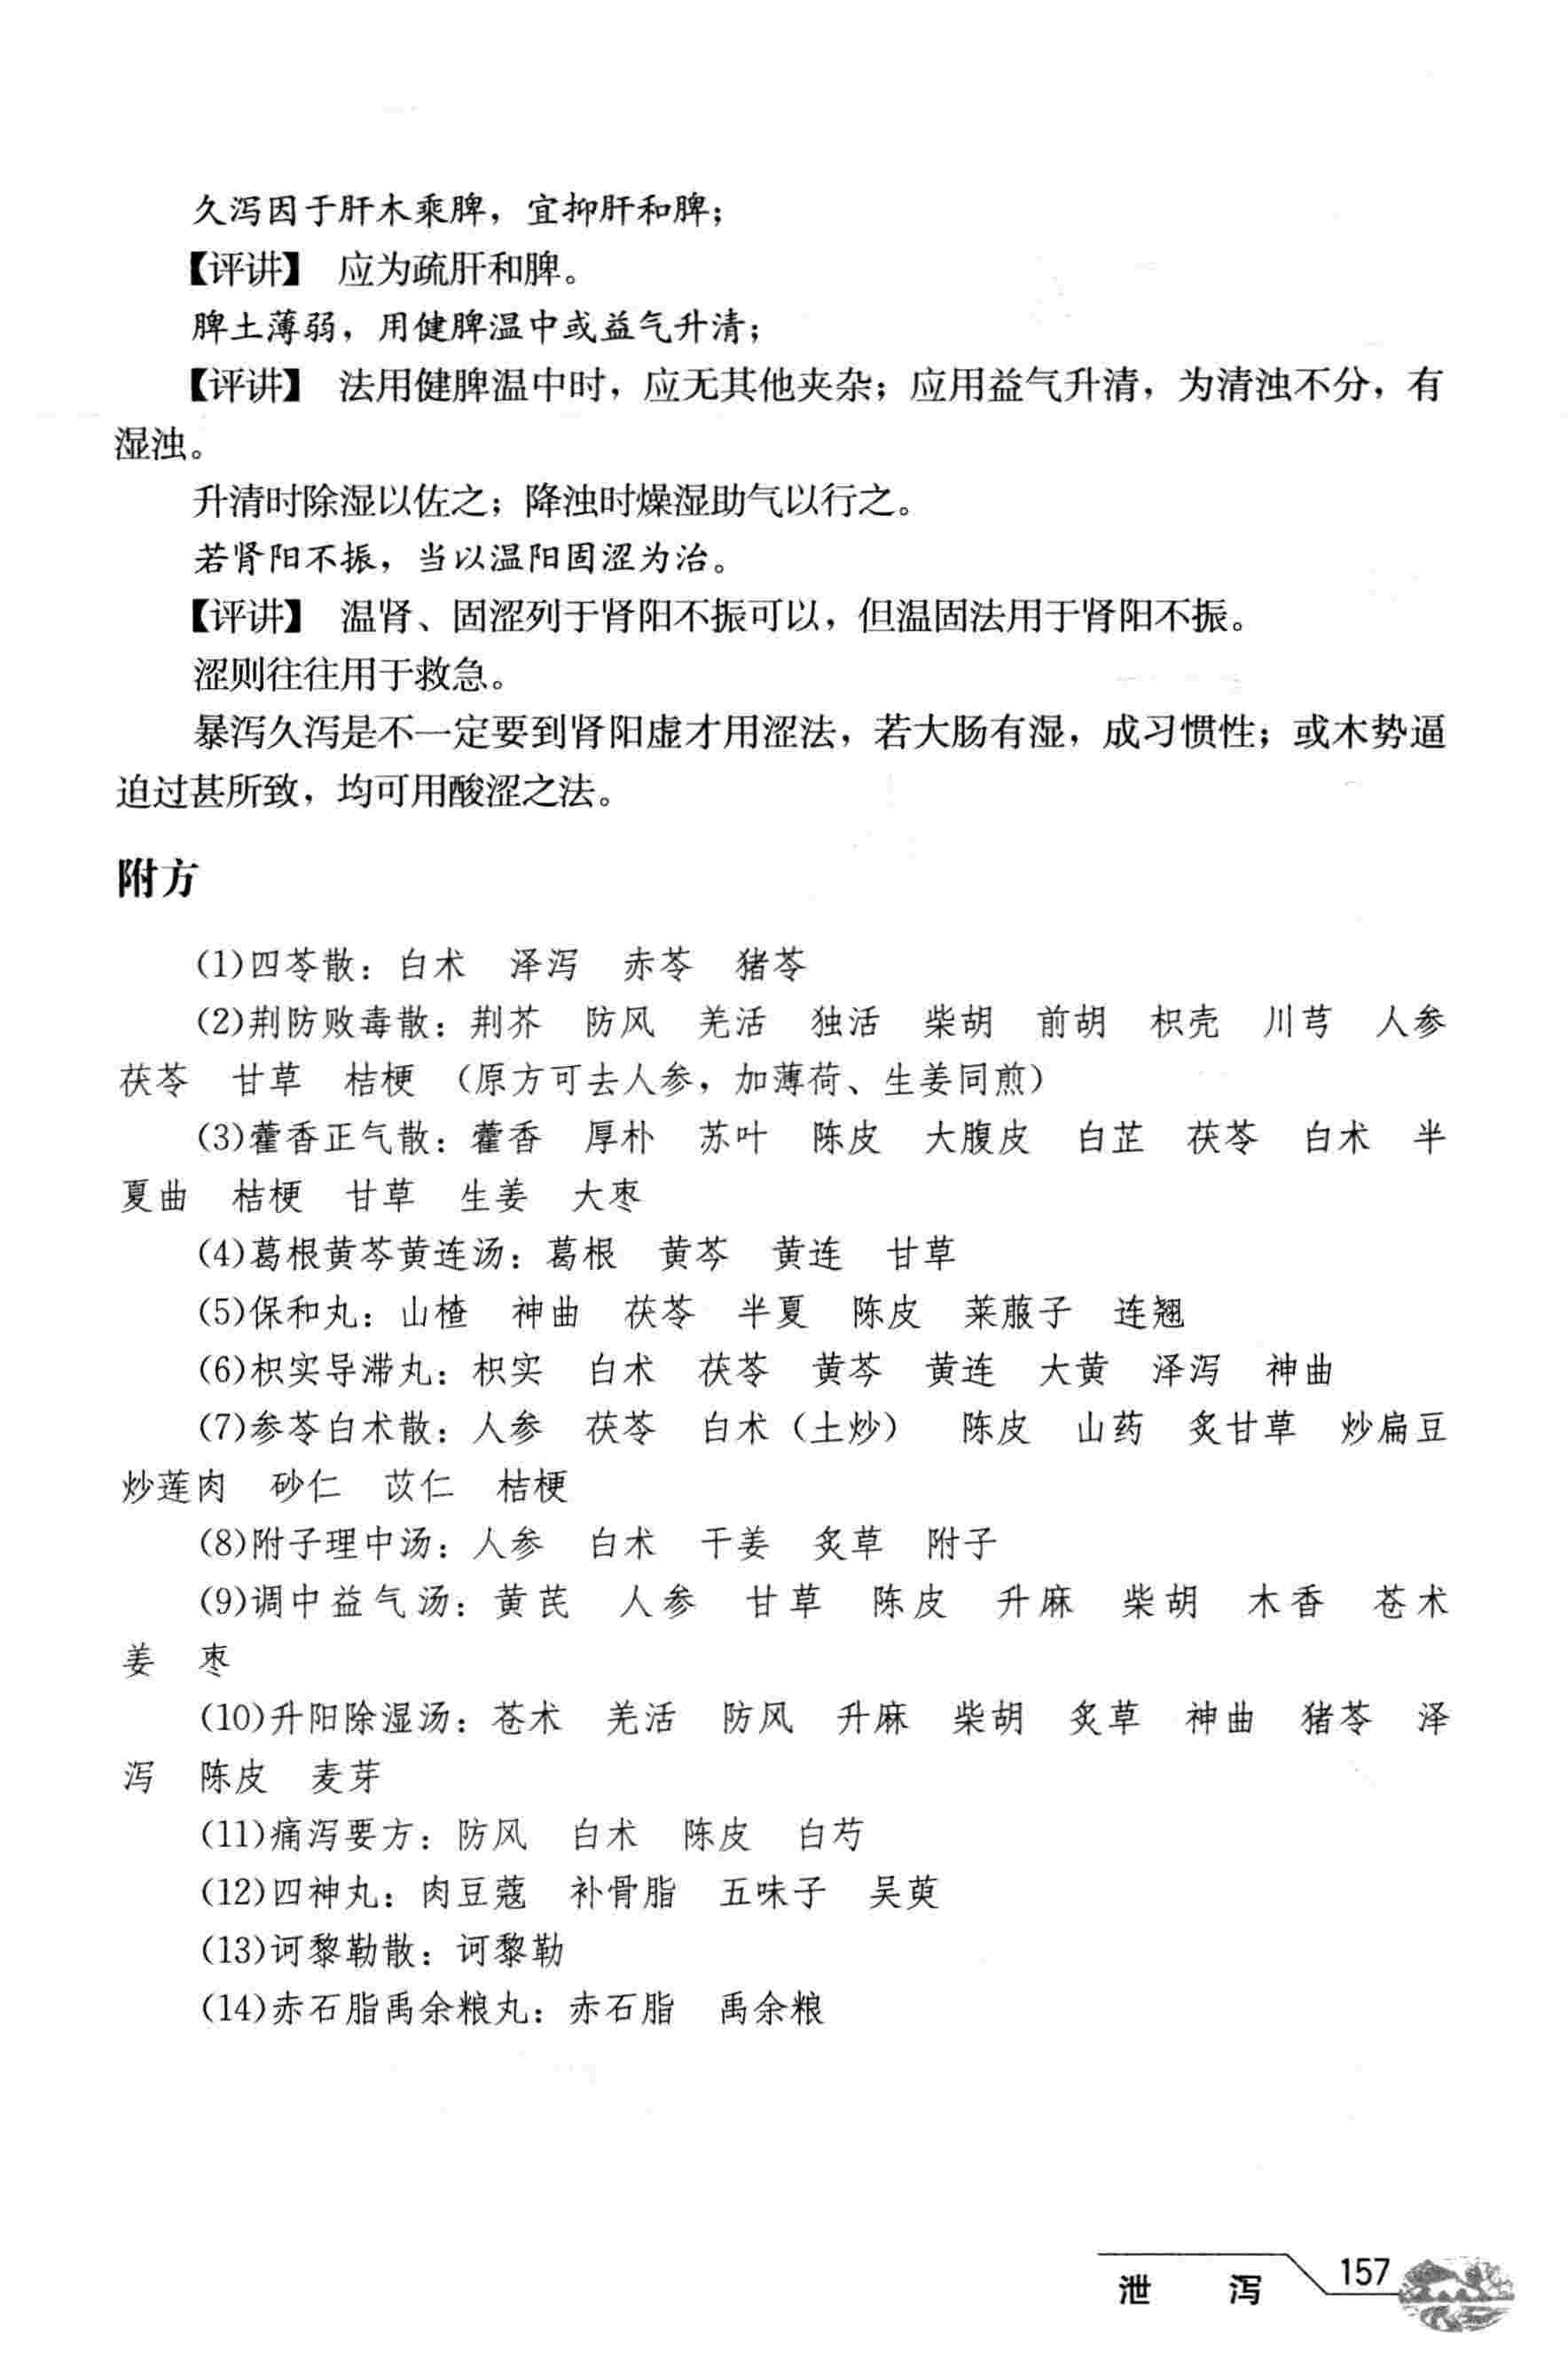 久泻因于肝木乘脾，宜抑肝和脾；
【评讲】 应为疏肝和脾。
脾土薄弱，用健脾温中或益气升清；
【评讲】 法用健脾温中时，应无其他夹杂；应用益气升清，为清浊不分，有
湿浊。
升清时除湿以佐之；降浊时燥湿助气以行之。
若肾阳不振，当以温阳固涩为治。
【评讲】 温肾、固涩列于肾阳不振可以，但温固法用于肾阳不振。
涩则往往用于救急。
暴泻久泻是不一定要到肾阳虚才用涩法，若大肠有湿，成习惯性；或木势逼
迫过甚所致，均可用酸涩之法。
附方
(1)四苓散：白术 泽泻 赤苓 猪苓
(2)荆防败毒散：荆芥 防风 羌活 独活 柴胡 前胡 枳壳 川芎 人参
茯苓 甘草 桔梗 （原方可去人参，加薄荷、生姜同煎）
(3)藿香正气散：藿香 厚朴 苏叶 陈皮 大腹皮 白芷 茯苓 白术 半
夏曲 桔梗 甘草 生姜 大枣
(4)葛根黄芩黄连汤：葛根 黄芩 黄连 甘草
(5)保和丸：山楂 神曲 茯苓 半夏 陈皮 莱菔子 连翘
(6)枳实导滞丸：枳实 白术 茯苓 黄芩 黄连 大黄 泽泻 神曲
(7)参苓白术散：人参 茯苓 白术（土炒） 陈皮 山药 炙甘草 炒扁豆
炒莲肉 砂仁 苡仁 桔梗
(8)附子理中汤：人参 白术 干姜 炙草 附子
(9)调中益气汤：黄芪 人参 甘草 陈皮 升麻 柴胡 木香 苍术
姜 枣
(10)升阳除湿汤：苍术 羌活 防风 升麻 柴胡 炙草 神曲 猪苓 泽
泻 陈皮 麦芽
(11)痛泻要方：防风 白术 陈皮 白芍
(12)四神丸：肉豆蔻 补骨脂 五味子 吴萸
(13)诃黎勒散：诃黎勒
(14)赤石脂禹余粮丸：赤石脂 禹余粮
泄 泻 157